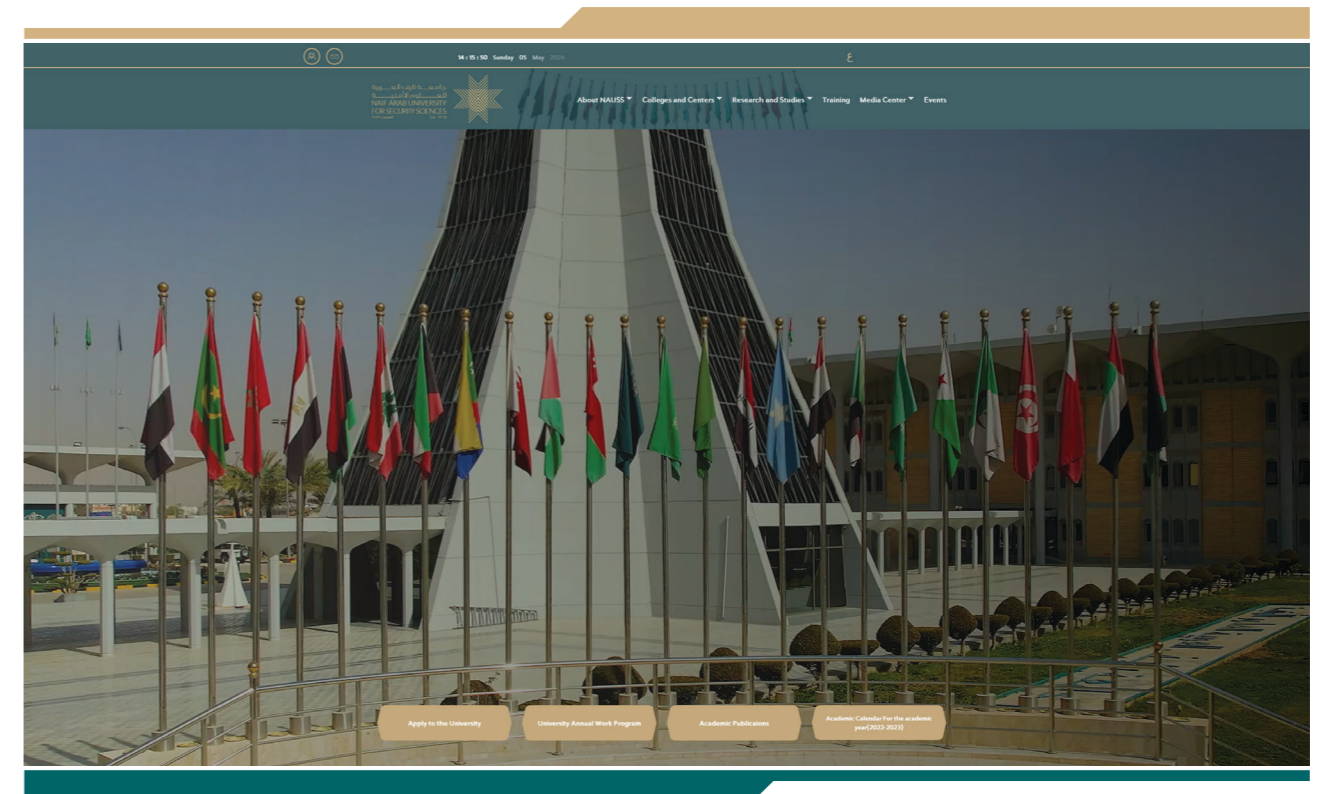 14 : 15 : 50 Sunday 05 May 2024
ع
NAIF ARAB UNIVERSITY
FOR SECURITY SCIENCES
About NAUSS
Colleges and Centers
Research and Studies
Training
Media Center
Events
Apply to the University
University Annual Work Program
Academic Publicaions
Academic Calendar For the academic
year(2022-2023)